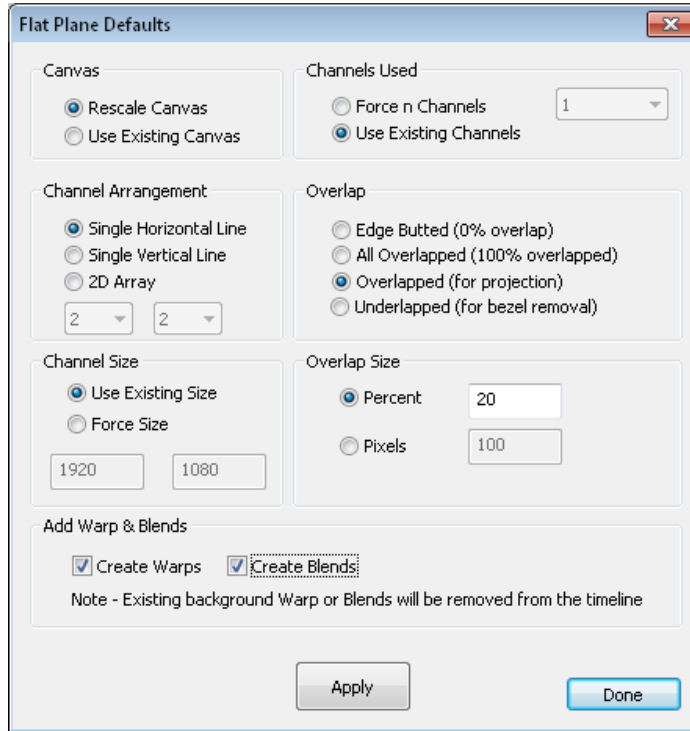 Flat Plane Defaults
Canvas
Rescale Canvas
Use Existing Canvas
Channels Used
Force n Channels
1
Use Existing Channels
Channel Arrangement
Single Horizontal Line
Single Vertical Line
2D Array
2 2
Overlap
Edge Butted (0% overlap)
All Overlapped (100% overlapped)
Overlapped (for projection)
Underlapped (for bezel removal)
Channel Size
Use Existing Size
Force Size
1920 1080
Overlap Size
Percent 20
Pixels 100
Add Warp & Blends
Create Warps Create Blends
Note - Existing background Warp or Blends will be removed from the timeline
Apply
Done